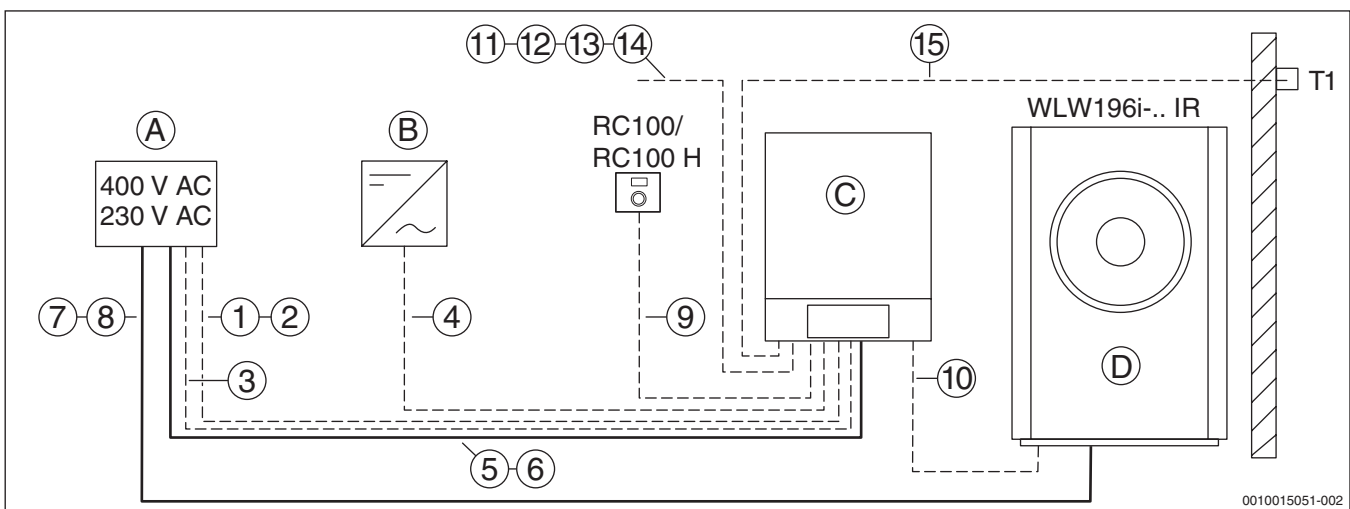 11 12 13 14
15
T1
WLW196i-.. IR
A
B
RC100/
RC100 H
400 V AC
230 V AC
C
7 8
1 2
4
9
D
3
10
5 6
0010015051-002